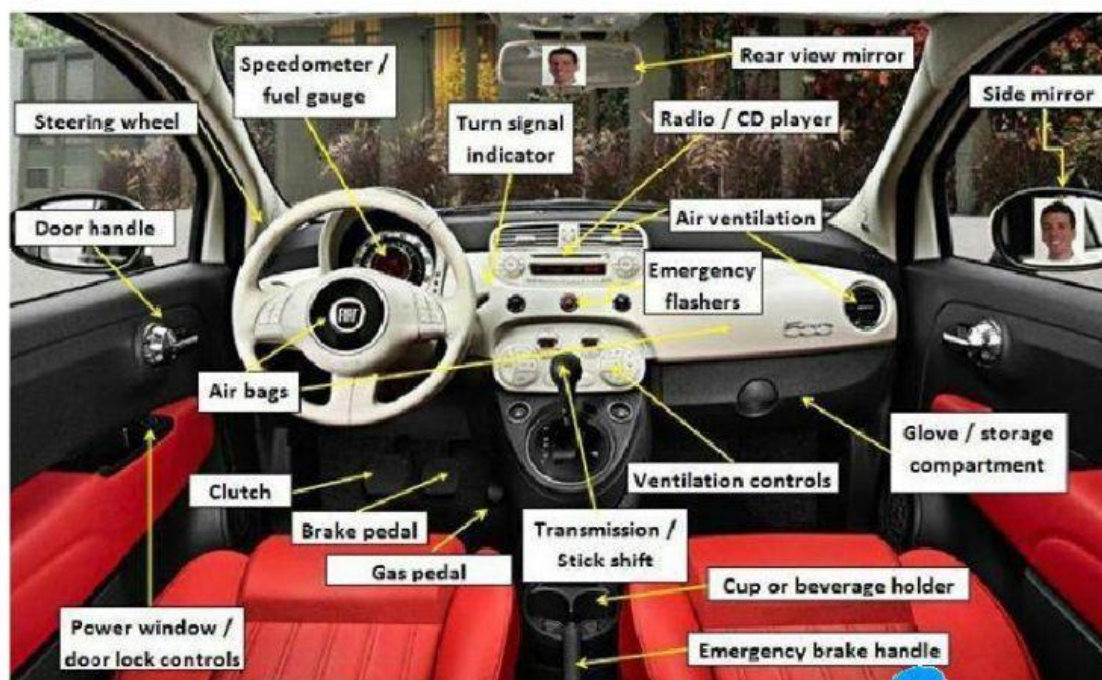 Speedometer /
fuel gauge
Rear view mirror
Side mirror
Steering wheel
Turn signal
indicator
Radio / CD player
Door handle
Air ventilation
Emergency
flashers
FIAT
500
Air bags
Glove / storage
compartment
Clutch
Ventilation controls
Brake pedal
Transmission /
Stick shift
Gas pedal
Cup or beverage holder
Power window /
door lock controls
Emergency brake handle